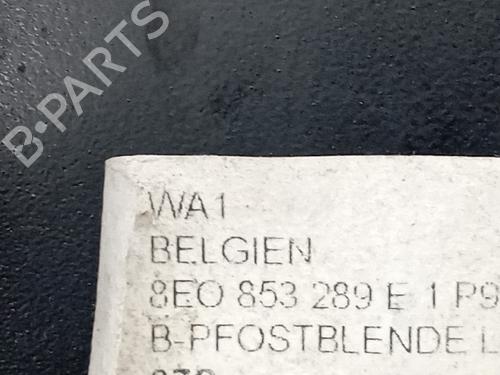 B-PARTS
WA1
BELGIEN
8E0 853 289 E 1 P9
B-PFOSTBLENDE L